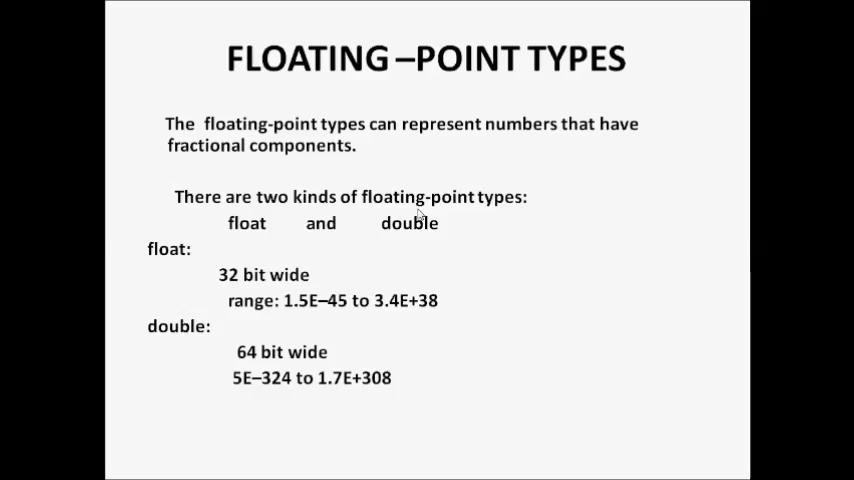 FLOATING –POINT TYPES
The floating-point types can represent numbers that have
fractional components.
There are two kinds of floating-point types:
float and double
float:
32 bit wide
range: 1.5E–45 to 3.4E+38
double:
64 bit wide
5E–324 to 1.7E+308